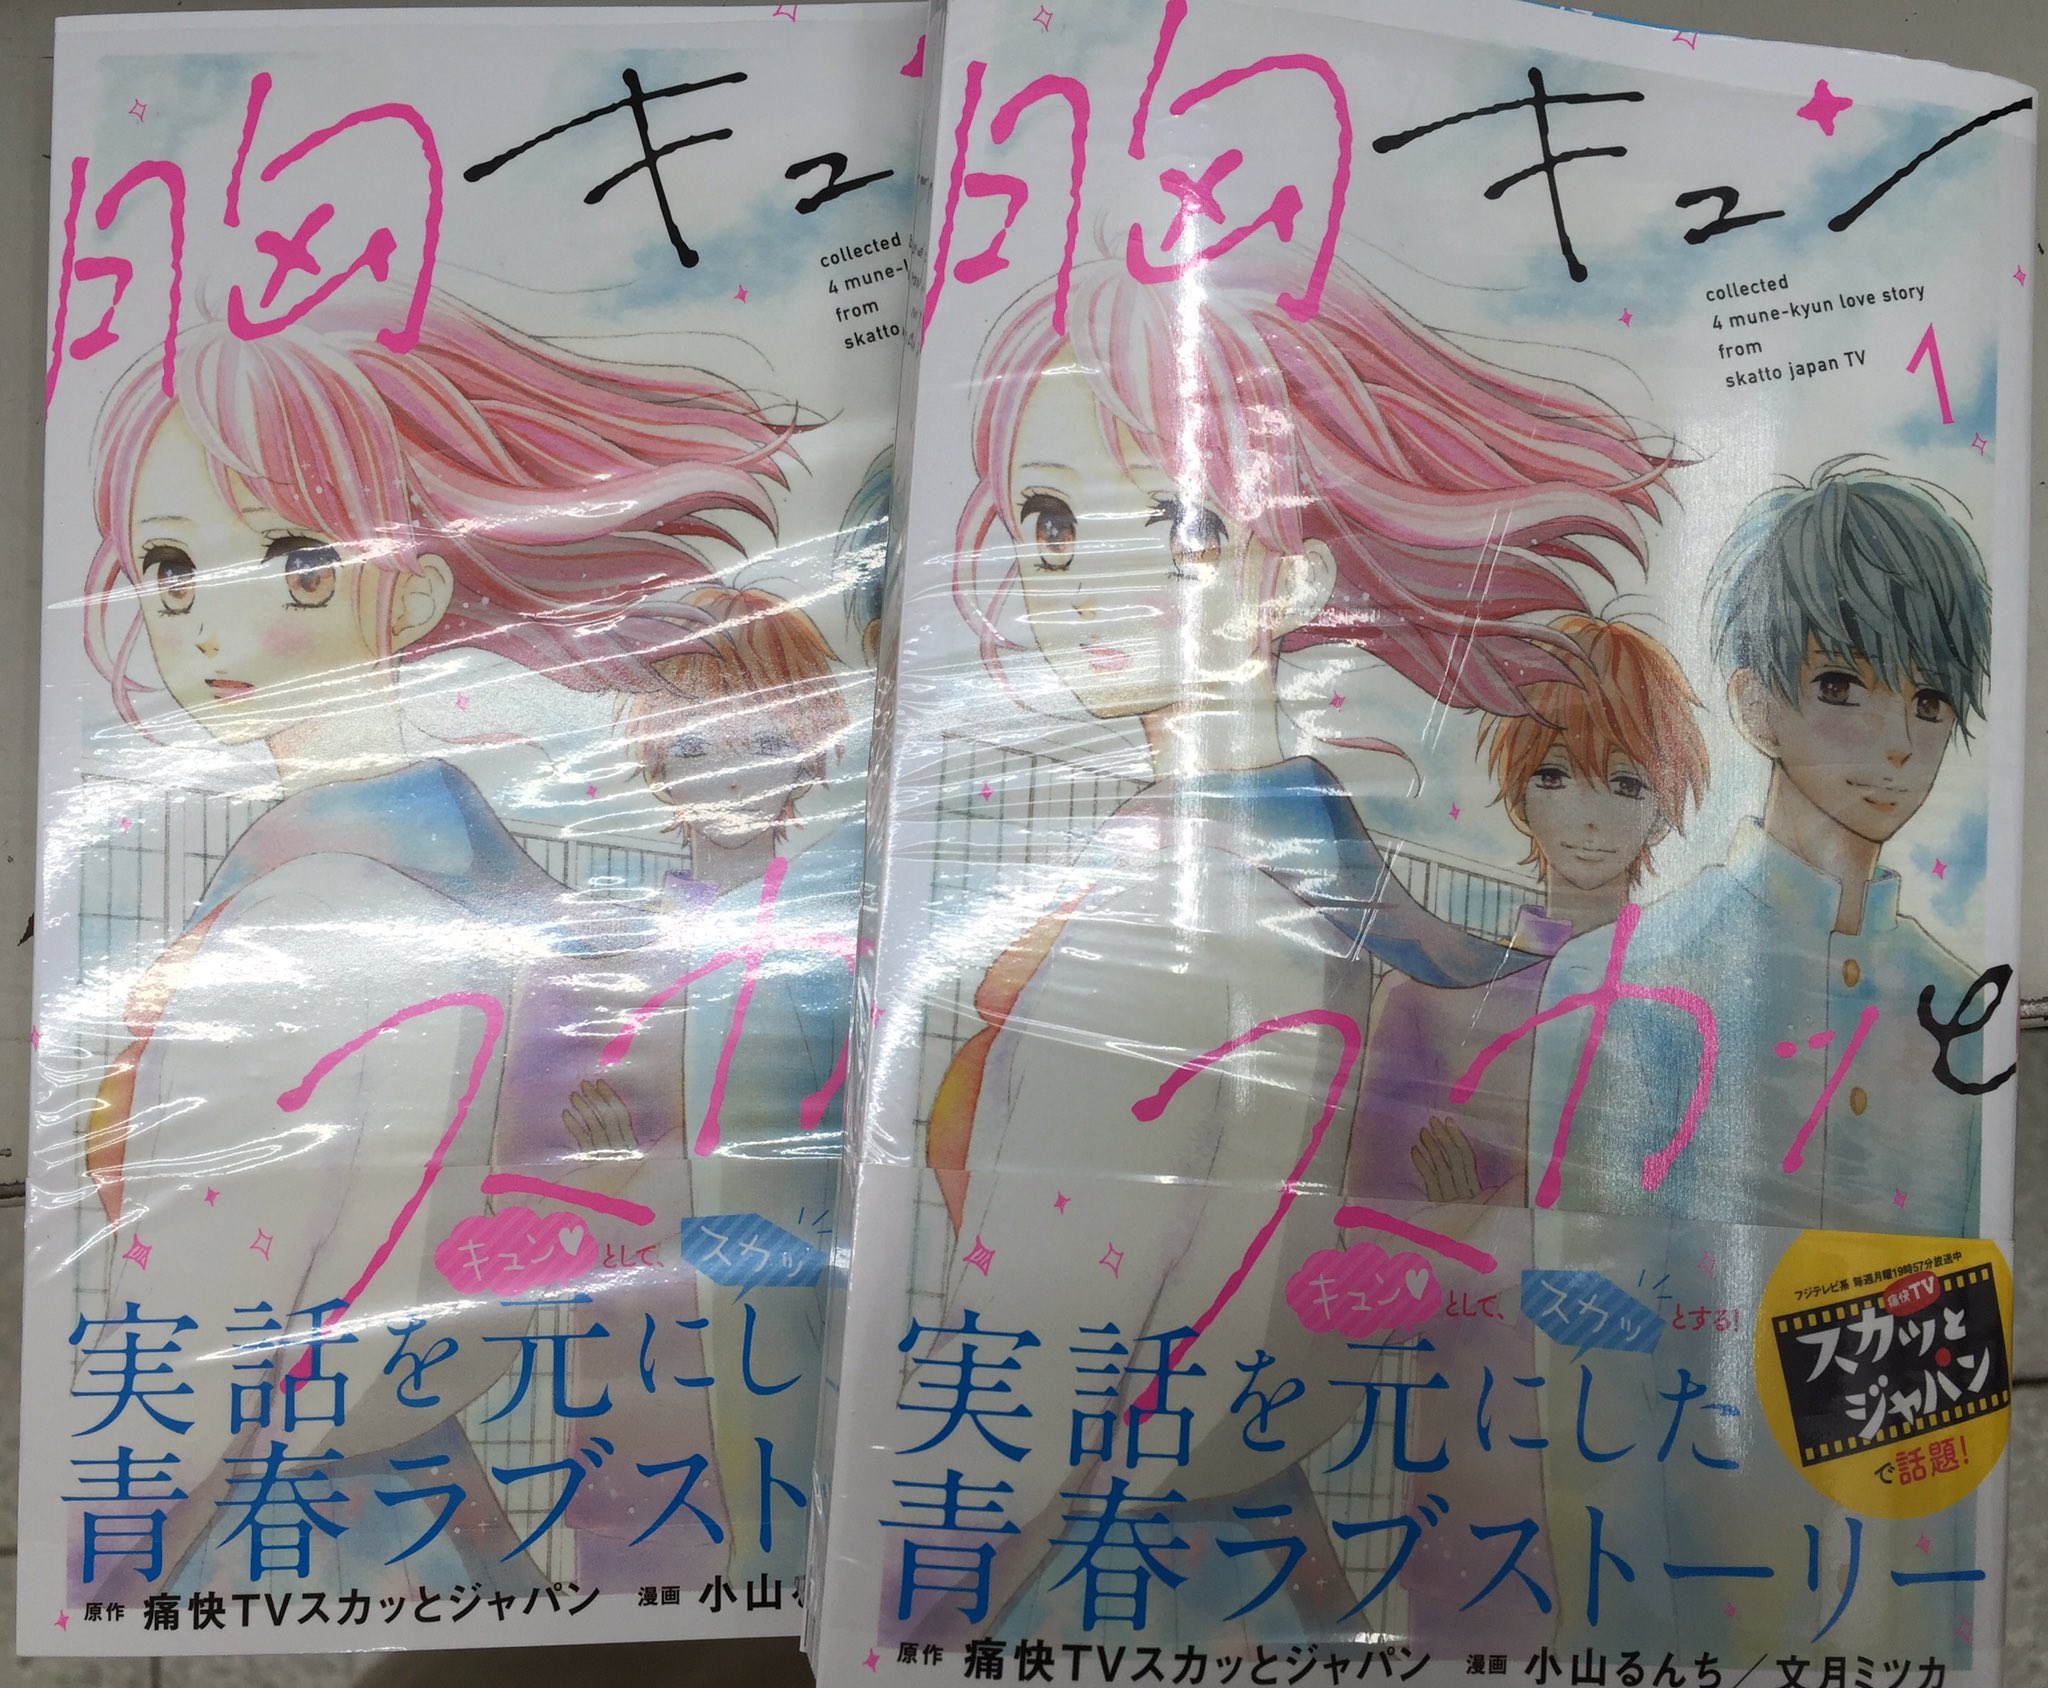 胸キュ
collected
4 mune-
from
skatto
スカ
キュン♡として、スカッ
実話を元にし
青春ラブスト
原作 痛快TVスカッとジャパン 漫画 小山
胸キュン
collected
4 mune-kyun love story
from
skatto japan TV
1
スカッと
キュン♡として、スカッとする!
実話を元にした
青春ラブストーリー
フジテレビ系 毎週月曜19時57分放送中
痛快TV
スカッと
ジャパン
で話題!
原作 痛快TVスカッとジャパン 漫画 小山るんち/文月ミツカ